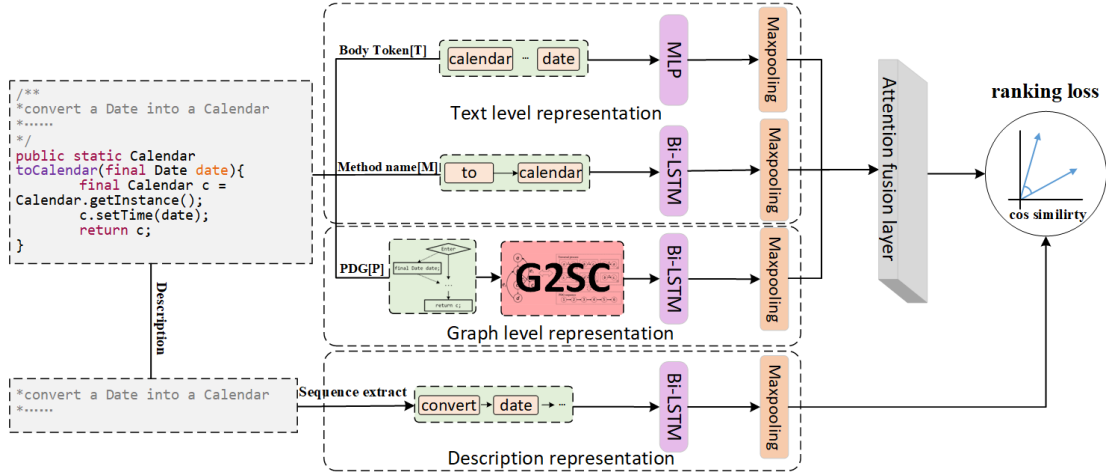 /**
*convert a Date into a Calendar
*······
*/
public static Calendar
toCalendar(final Date date){
final Calendar c =
Calendar.getInstance();
c.setTime(date);
return c;
}
Description
*convert a Date into a Calendar
*······
Body Token[T]
calendar ··· date
MLP
Maxpooling
Text level representation
Method name[M]
to
calendar
Bi-LSTM
Maxpooling
PDG[P]
Enter
final Date date;
...
return c;
G2SC
Bi-LSTM
Maxpooling
Graph level representation
Sequence extract
convert
date
···
Bi-LSTM
Maxpooling
Description representation
Attention fusion layer
ranking loss
cos similirty